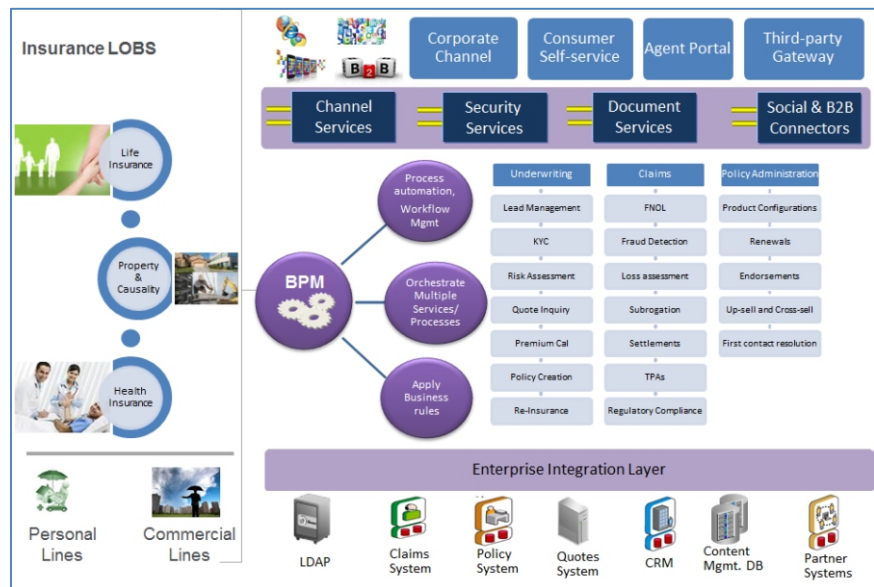 Insurance LOBS
Life
Insurance
Property
&
Causality
Health
Insurance
Personal
Lines
Commercial
Lines
B 2 B
Corporate
Channel
Consumer
Self-service
Agent Portal
Third-party
Gateway
Channel
Services
Security
Services
Document
Services
Social & B2B
Connectors
BPM
Process
automation,
Workflow
Mgmt
Orchestrate
Multiple
Services/
Processes
Apply
Business
rules
Underwriting
Lead Management
KYC
Risk Assessment
Quote Inquiry
Premium Cal
Policy Creation
Re-Insurance
Claims
FNOL
Fraud Detection
Loss assessment
Subrogation
Settlements
TPAs
Regulatory Compliance
Policy Administration
Product Configurations
Renewals
Endorsements
Up-sell and Cross-sell
First contact resolution
Enterprise Integration Layer
LDAP
Claims
System
Policy
System
Quotes
System
CRM
Content
Mgmt. DB
Partner
Systems